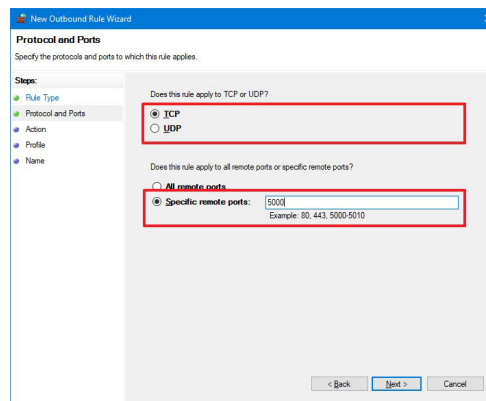 New Outbound Rule Wizard
Protocol and Ports
Specify the protocols and ports to which this rule applies.
Steps:
Rule Type
Protocol and Ports
Action
Profile
Name
Does this rule apply to TCP or UDP?
TCP
UDP
Does this rule apply to all remote ports or specific remote ports?
All remote ports
Specific remote ports: 5000
Example: 80, 443, 5000-5010
< Back Next > Cancel